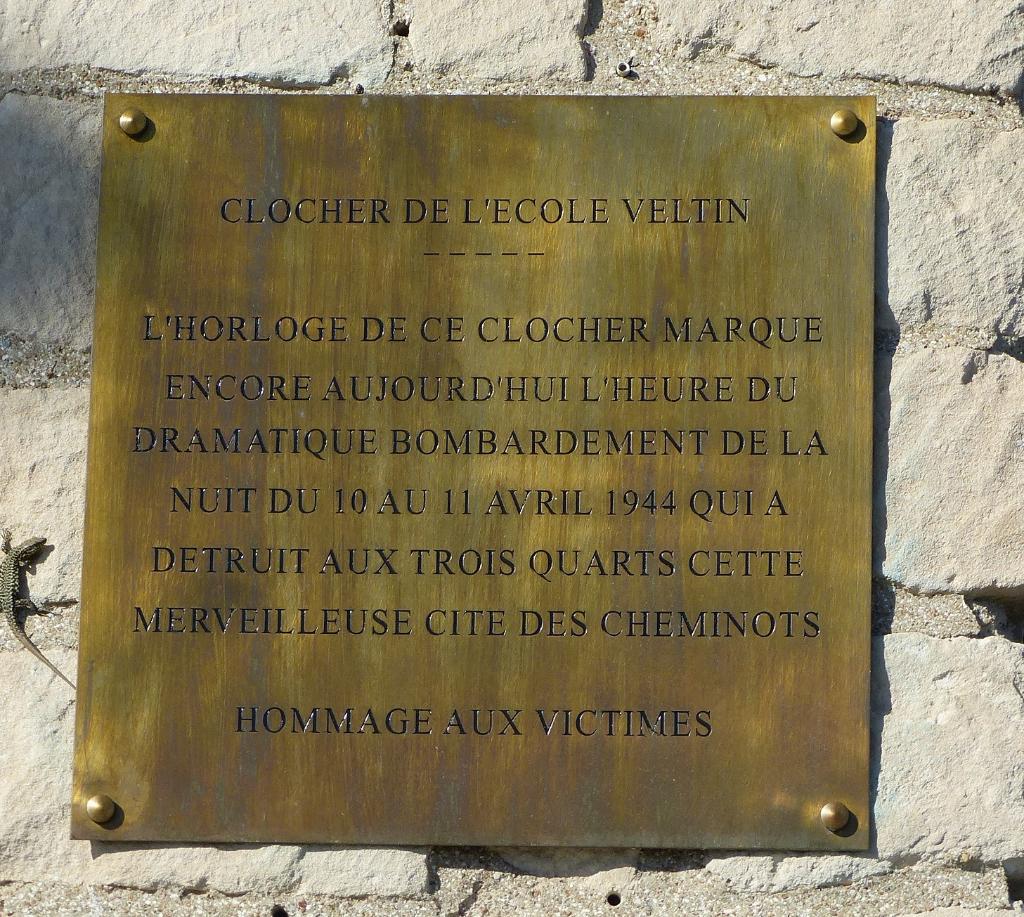 CLOCHER DE L'ECOLE VELTIN
-----
L'HORLOGE DE CE CLOCHER MARQUE
ENCORE AUJOURD'HUI L'HEURE DU
DRAMATIQUE BOMBARDEMENT DE LA
NUIT DU 10 AU 11 AVRIL 1944 QUI A
DETRUIT AUX TROIS QUARTS CETTE
MERVEILLEUSE CITE DES CHEMINOTS
HOMMAGE AUX VICTIMES